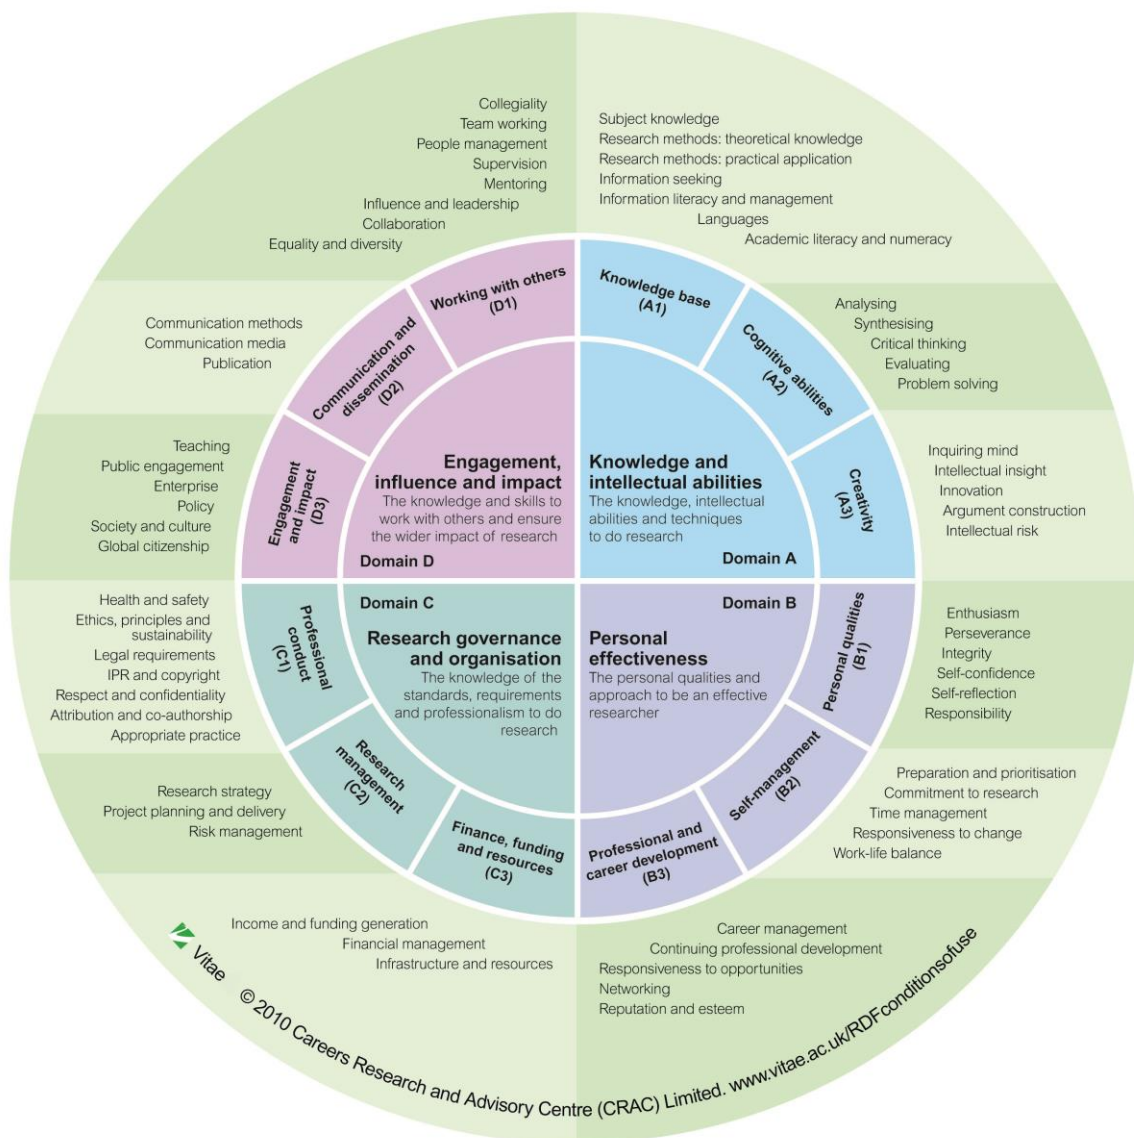 Collegiality
Team working
People management
Supervision
Mentoring
Influence and leadership
Collaboration
Equality and diversity
Subject knowledge
Research methods: theoretical knowledge
Research methods: practical application
Information seeking
Information literacy and management
Languages
Academic literacy and numeracy
Working with others
(D1)
Knowledge base
(A1)
Communication methods
Communication media
Publication
Communication and
dissemination
(D2)
Cognitive abilities
(A2)
Analysing
Synthesising
Critical thinking
Evaluating
Problem solving
Teaching
Public engagement
Enterprise
Policy
Society and culture
Global citizenship
Engagement
and impact
(D3)
Engagement,
influence and impact
The knowledge and skills to
work with others and ensure
the wider impact of research
Domain D
Knowledge and
intellectual abilities
The knowledge, intellectual
abilities and techniques
to do research
Domain A
Creativity
(A3)
Inquiring mind
Intellectual insight
Innovation
Argument construction
Intellectual risk
Health and safety
Ethics, principles and
sustainability
Legal requirements
IPR and copyright
Respect and confidentiality
Attribution and co-authorship
Appropriate practice
Professional
conduct
(C1)
Domain C
Research governance
and organisation
The knowledge of the
standards, requirements
and professionalism to do
research
Domain B
Personal
effectiveness
The personal qualities and
approach to be an effective
researcher
Personal qualities
(B1)
Enthusiasm
Perseverance
Integrity
Self-confidence
Self-reflection
Responsibility
Research strategy
Project planning and delivery
Risk management
Research
management
(C2)
Self-management
(B2)
Preparation and prioritisation
Commitment to research
Time management
Responsiveness to change
Work-life balance
Finance, funding
and resources
(C3)
Professional and
career development
(B3)
Income and funding generation
Financial management
Infrastructure and resources
Career management
Continuing professional development
Responsiveness to opportunities
Networking
Reputation and esteem
Vitae © 2010 Careers Research and Advisory Centre (CRAC) Limited. www.vitae.ac.uk/RDFconditionsofuse